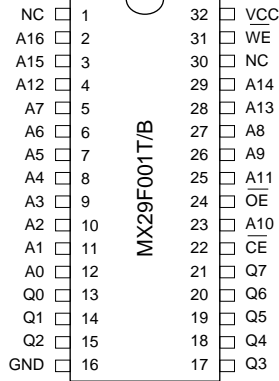 NC 1 32 VCC
A16 2 31 W̅E̅
A15 3 30 NC
A12 4 29 A14
A7 5 28 A13
A6 6 27 A8
A5 7 26 A9
A4 8 25 A11
A3 9 24 O̅E̅
A2 10 23 A10
A1 11 22 C̅E̅
A0 12 21 Q7
Q0 13 20 Q6
Q1 14 19 Q5
Q2 15 18 Q4
GND 16 17 Q3
MX29F001T/B